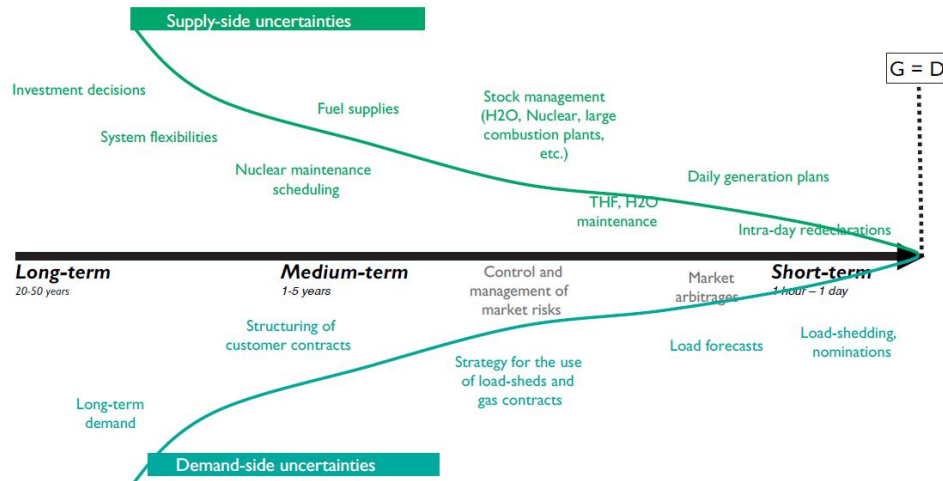 Supply-side uncertainties
G = D
Investment decisions
Fuel supplies
Stock management
(H2O, Nuclear, large
combustion plants,
etc.)
System flexibilities
Nuclear maintenance
scheduling
Daily generation plans
THF, H2O
maintenance
Intra-day redeclarations
Long-term
20-50 years
Medium-term
1-5 years
Control and
management of
market risks
Market
arbitrages
Short-term
1 hour – 1 day
Structuring of
customer contracts
Strategy for the use
of load-sheds and
gas contracts
Load forecasts
Load-shedding,
nominations
Long-term
demand
Demand-side uncertainties